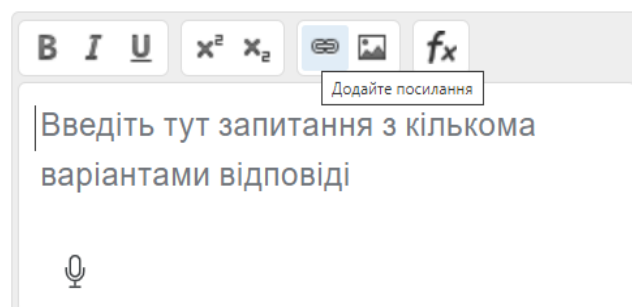 B I U x² x₂ fx
Додайте посилання
Введіть тут запитання з кількома
варіантами відповіді